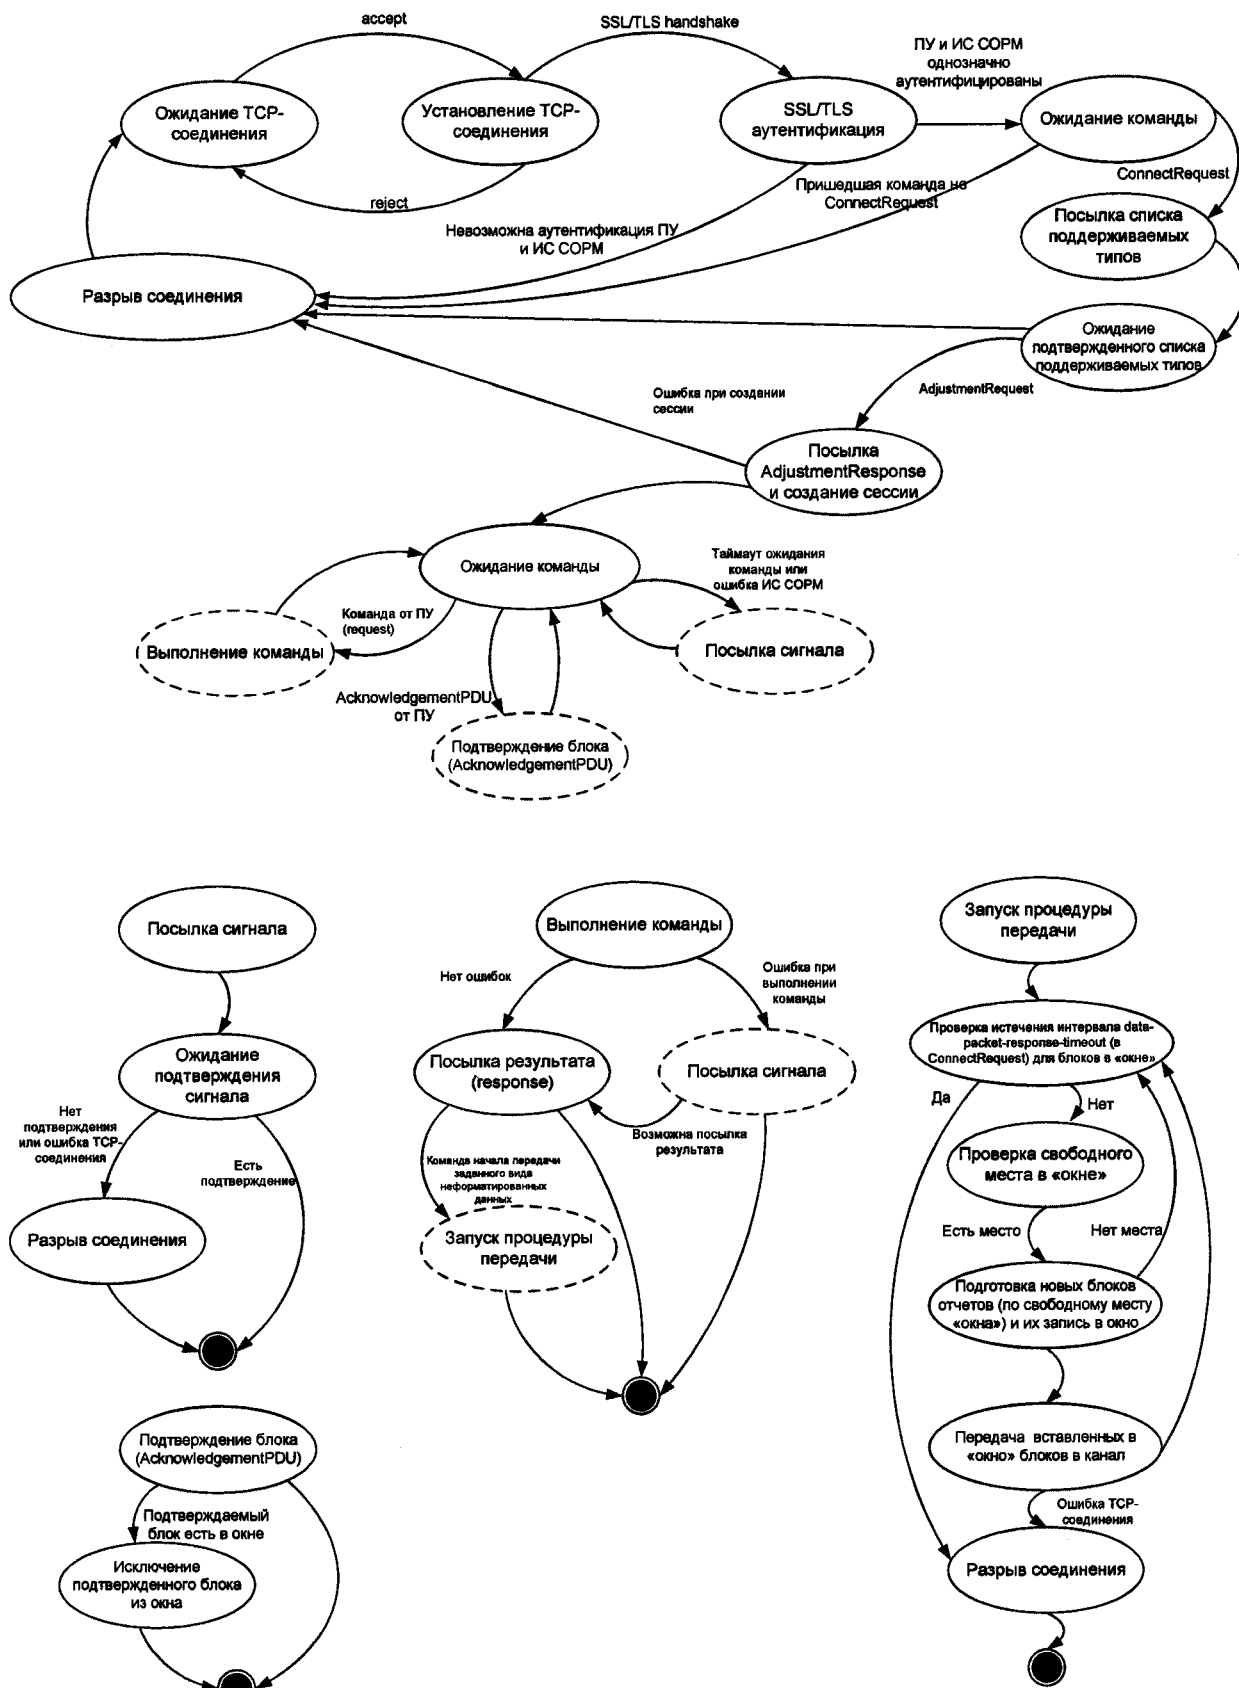 accept
SSL/TLS handshake
ПУ и ИС СОРМ
однозначно
аутентифицированы
Ожидание TCP-
соединения
Установление TCP-
соединения
SSL/TLS
аутентификация
Ожидание команды
reject
Невозможна аутентификация ПУ
и ИС СОРМ
Пришедшая команда не
ConnectRequest
ConnectRequest
Посылка списка
поддерживаемых
типов
Разрыв соединения
Ожидание
подтвержденного списка
поддерживаемых типов
Ошибка при создании
сессии
AdjustmentRequest
Посылка
AdjustmentResponse
и создание сессии
Ожидание команды
Таймаут ожидания
команды или
ошибка ИС СОРМ
Команда от ПУ
(request)
Выполнение команды
Посылка сигнала
AcknowledgementPDU
от ПУ
Подтверждение блока
(AcknowledgementPDU)
Посылка сигнала
Ожидание
подтверждения
сигнала
Нет
подтверждения
или ошибка TCP-
соединения
Есть
подтверждение
Разрыв соединения
Выполнение команды
Нет ошибок
Ошибка при
выполнении
команды
Посылка результата
(response)
Посылка сигнала
Возможна посылка
результата
Команда начала передачи
заданного вида
неформатированных
данных
Запуск процедуры
передачи
Запуск процедуры
передачи
Проверка истечения интервала data-
packet-response-timeout (в
ConnectRequest) для блоков в «окне»
Да
Нет
Проверка свободного
места в «окне»
Есть место
Нет места
Подготовка новых блоков
отчетов (по свободному месту
«окна») и их запись в окно
Передача вставленных в
«окно» блоков в канал
Ошибка TCP-
соединения
Разрыв соединения
Подтверждение блока
(AcknowledgementPDU)
Подтверждаемый
блок есть в окне
Исключение
подтвержденного блока
из окна